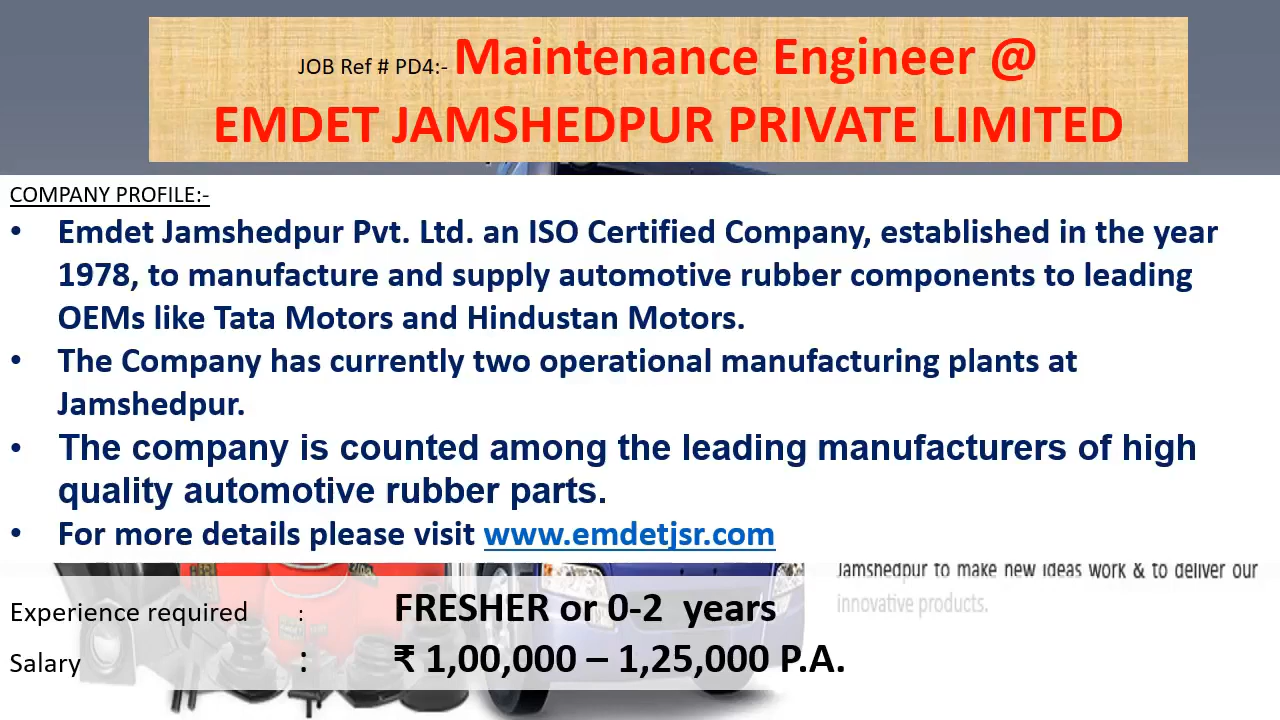 JOB Ref # PD4:- Maintenance Engineer @
EMDET JAMSHEDPUR PRIVATE LIMITED
COMPANY PROFILE:-
• Emdet Jamshedpur Pvt. Ltd. an ISO Certified Company, established in the year
1978, to manufacture and supply automotive rubber components to leading
OEMs like Tata Motors and Hindustan Motors.
• The Company has currently two operational manufacturing plants at
Jamshedpur.
• The company is counted among the leading manufacturers of high
quality automotive rubber parts.
• For more details please visit www.emdetjsr.com
Jamshedpur to make new ideas work & to deliver our
innovative products.
Experience required : FRESHER or 0-2 years
Salary : ₹ 1,00,000 – 1,25,000 P.A.